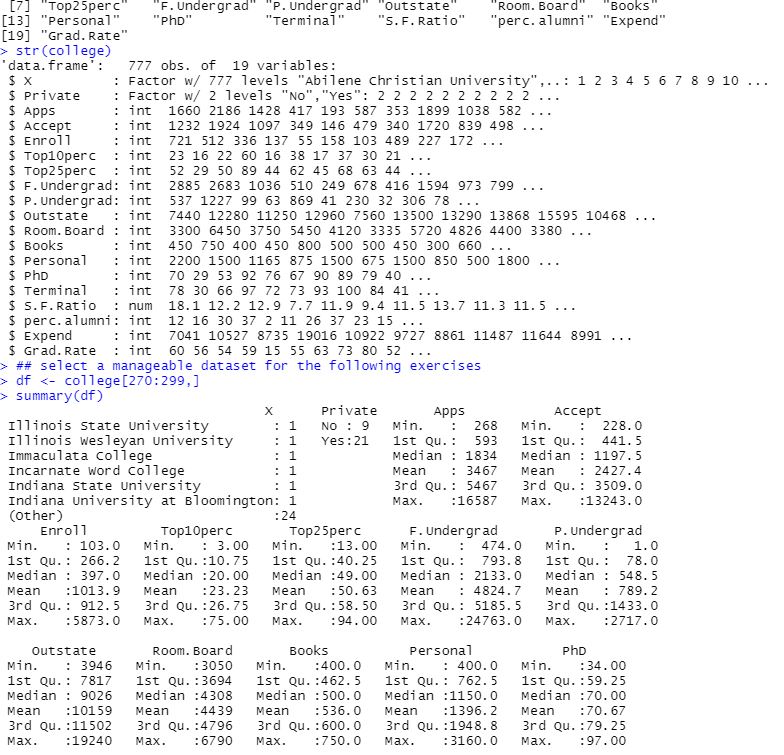 [7] "Top25perc" "F.Undergrad" "P.Undergrad" "Outstate" "Room.Board" "Books"
[13] "Personal" "PhD" "Terminal" "S.F.Ratio" "perc.alumni" "Expend"
[19] "Grad.Rate"
> str(college)
'data.frame': 777 obs. of 19 variables:
$ X : Factor w/ 777 levels "Abilene Christian University",..: 1 2 3 4 5 6 7 8 9 10 ...
$ Private : Factor w/ 2 levels "No","Yes": 2 2 2 2 2 2 2 2 2 2 ...
$ Apps : int 1660 2186 1428 417 193 587 353 1899 1038 582 ...
$ Accept : int 1232 1924 1097 349 146 479 340 1720 839 498 ...
$ Enroll : int 721 512 336 137 55 158 103 489 227 172 ...
$ Top10perc : int 23 16 22 60 16 38 17 37 30 21 ...
$ Top25perc : int 52 29 50 89 44 62 45 68 63 44 ...
$ F.Undergrad: int 2885 2683 1036 510 249 678 416 1594 973 799 ...
$ P.Undergrad: int 537 1227 99 63 869 41 230 32 306 78 ...
$ Outstate : int 7440 12280 11250 12960 7560 13500 13290 13868 15595 10468 ...
$ Room.Board : int 3300 6450 3750 5450 4120 3335 5720 4826 4400 3380 ...
$ Books : int 450 750 400 450 800 500 500 450 300 660 ...
$ Personal : int 2200 1500 1165 875 1500 675 1500 850 500 1800 ...
$ PhD : int 70 29 53 92 76 67 90 89 79 40 ...
$ Terminal : int 78 30 66 97 72 73 93 100 84 41 ...
$ S.F.Ratio : num 18.1 12.2 12.9 7.7 11.9 9.4 11.5 13.7 11.3 11.5 ...
$ perc.alumni: int 12 16 30 37 2 11 26 37 23 15 ...
$ Expend : int 7041 10527 8735 19016 10922 9727 8861 11487 11644 8991 ...
$ Grad.Rate : int 60 56 54 59 15 55 63 73 80 52 ...
> ## select a manageable dataset for the following exercises
> df <- college[270:299,]
> summary(df)
X Private Apps Accept
Illinois State University : 1 No : 9 Min. : 268 Min. : 228.0
Illinois Wesleyan University : 1 Yes:21 1st Qu.: 593 1st Qu.: 441.5
Immaculata College : 1 Median : 1834 Median : 1197.5
Incarnate Word College : 1 Mean : 3467 Mean : 2427.4
Indiana State University : 1 3rd Qu.: 5467 3rd Qu.: 3509.0
Indiana University at Bloomington: 1 Max. :16587 Max. :13243.0
(Other) :24
Enroll Top10perc Top25perc F.Undergrad P.Undergrad
Min. : 103.0 Min. : 3.00 Min. :13.00 Min. : 474.0 Min. : 1.0
1st Qu.: 266.2 1st Qu.:10.75 1st Qu.:40.25 1st Qu.: 793.8 1st Qu.: 78.0
Median : 397.0 Median :20.00 Median :49.00 Median : 2133.0 Median : 548.5
Mean :1013.9 Mean :23.23 Mean :50.63 Mean : 4824.7 Mean : 789.2
3rd Qu.: 912.5 3rd Qu.:26.75 3rd Qu.:58.50 3rd Qu.: 5185.5 3rd Qu.:1433.0
Max. :5873.0 Max. :75.00 Max. :94.00 Max. :24763.0 Max. :2717.0
Outstate Room.Board Books Personal PhD
Min. : 3946 Min. :3050 Min. :400.0 Min. : 400.0 Min. :34.00
1st Qu.: 7817 1st Qu.:3694 1st Qu.:462.5 1st Qu.: 762.5 1st Qu.:59.25
Median : 9026 Median :4308 Median :500.0 Median :1150.0 Median :70.00
Mean :10159 Mean :4439 Mean :536.0 Mean :1396.2 Mean :70.67
3rd Qu.:11502 3rd Qu.:4796 3rd Qu.:600.0 3rd Qu.:1948.8 3rd Qu.:79.25
Max. :19240 Max. :6790 Max. :750.0 Max. :3160.0 Max. :97.00